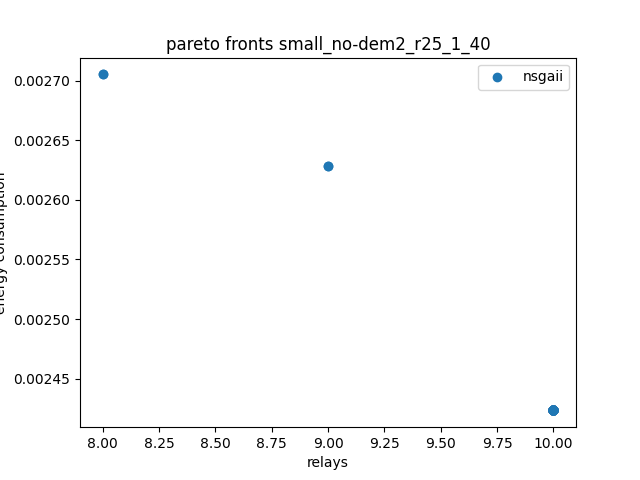 pareto fronts small_no-dem2_r25_1_40
nsgaii
0.00270
0.00265
0.00260
0.00255
0.00250
0.00245
energy consumption
8.00 8.25 8.50 8.75 9.00 9.25 9.50 9.75 10.00
relays